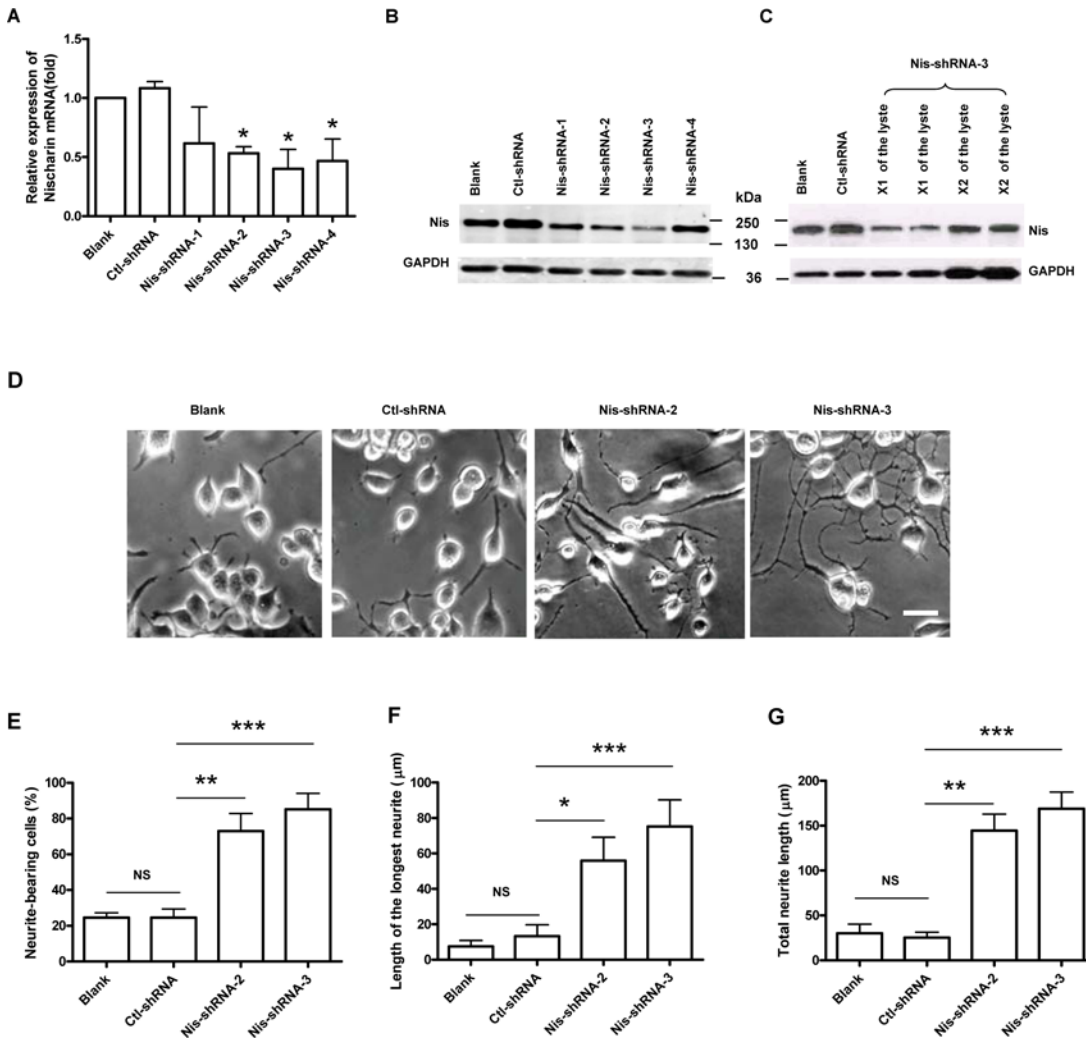 A
Relative expression of
Nischarin mRNA(fold)
1.5
1.0
0.5
0.0
*
*
*
Blank
Ctl-shRNA
Nis-shRNA-1
Nis-shRNA-2
Nis-shRNA-3
Nis-shRNA-4
B
Blank
Ctl-shRNA
Nis-shRNA-1
Nis-shRNA-2
Nis-shRNA-3
Nis-shRNA-4
Nis
GAPDH
kDa
250
130
36
C
Nis-shRNA-3
Blank
Ctl-shRNA
X1 of the lyste
X1 of the lyste
X2 of the lyste
X2 of the lyste
Nis
GAPDH
D
Blank
Ctl-shRNA
Nis-shRNA-2
Nis-shRNA-3
E
Neurite-bearing cells (%)
100
80
60
40
20
0
NS
**
***
Blank
Ctl-shRNA
Nis-shRNA-2
Nis-shRNA-3
F
Length of the longest neurite (μm)
100
80
60
40
20
0
NS
*
***
Blank
Ctl-shRNA
Nis-shRNA-2
Nis-shRNA-3
G
Total neurite length (μm)
200
150
100
50
0
NS
**
***
Blank
Ctl-shRNA
Nis-shRNA-2
Nis-shRNA-3